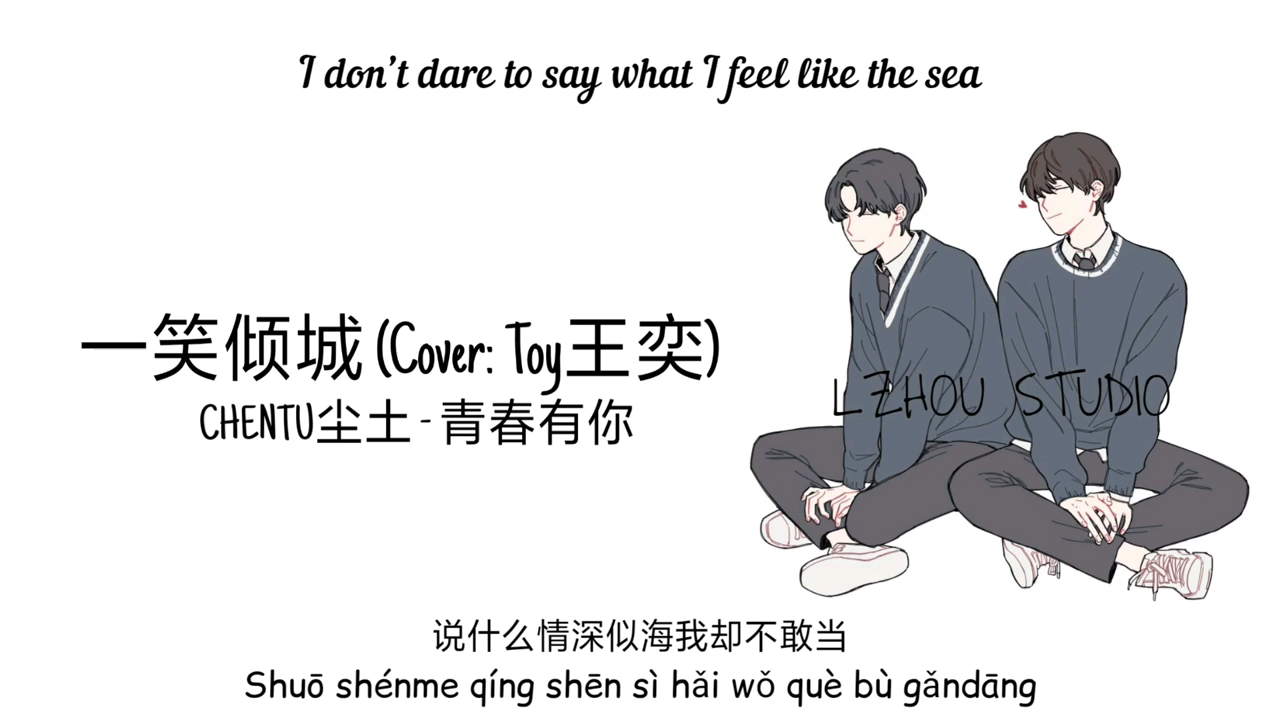 I don't dare to say what I feel like the sea
一笑倾城 (Cover: Toy王奕)
CHENTU尘土 - 青春有你
LZHOU STUDIO
说什么情深似海我却不敢当
Shuō shénme qíng shēn sì hǎi wǒ què bù gǎndāng